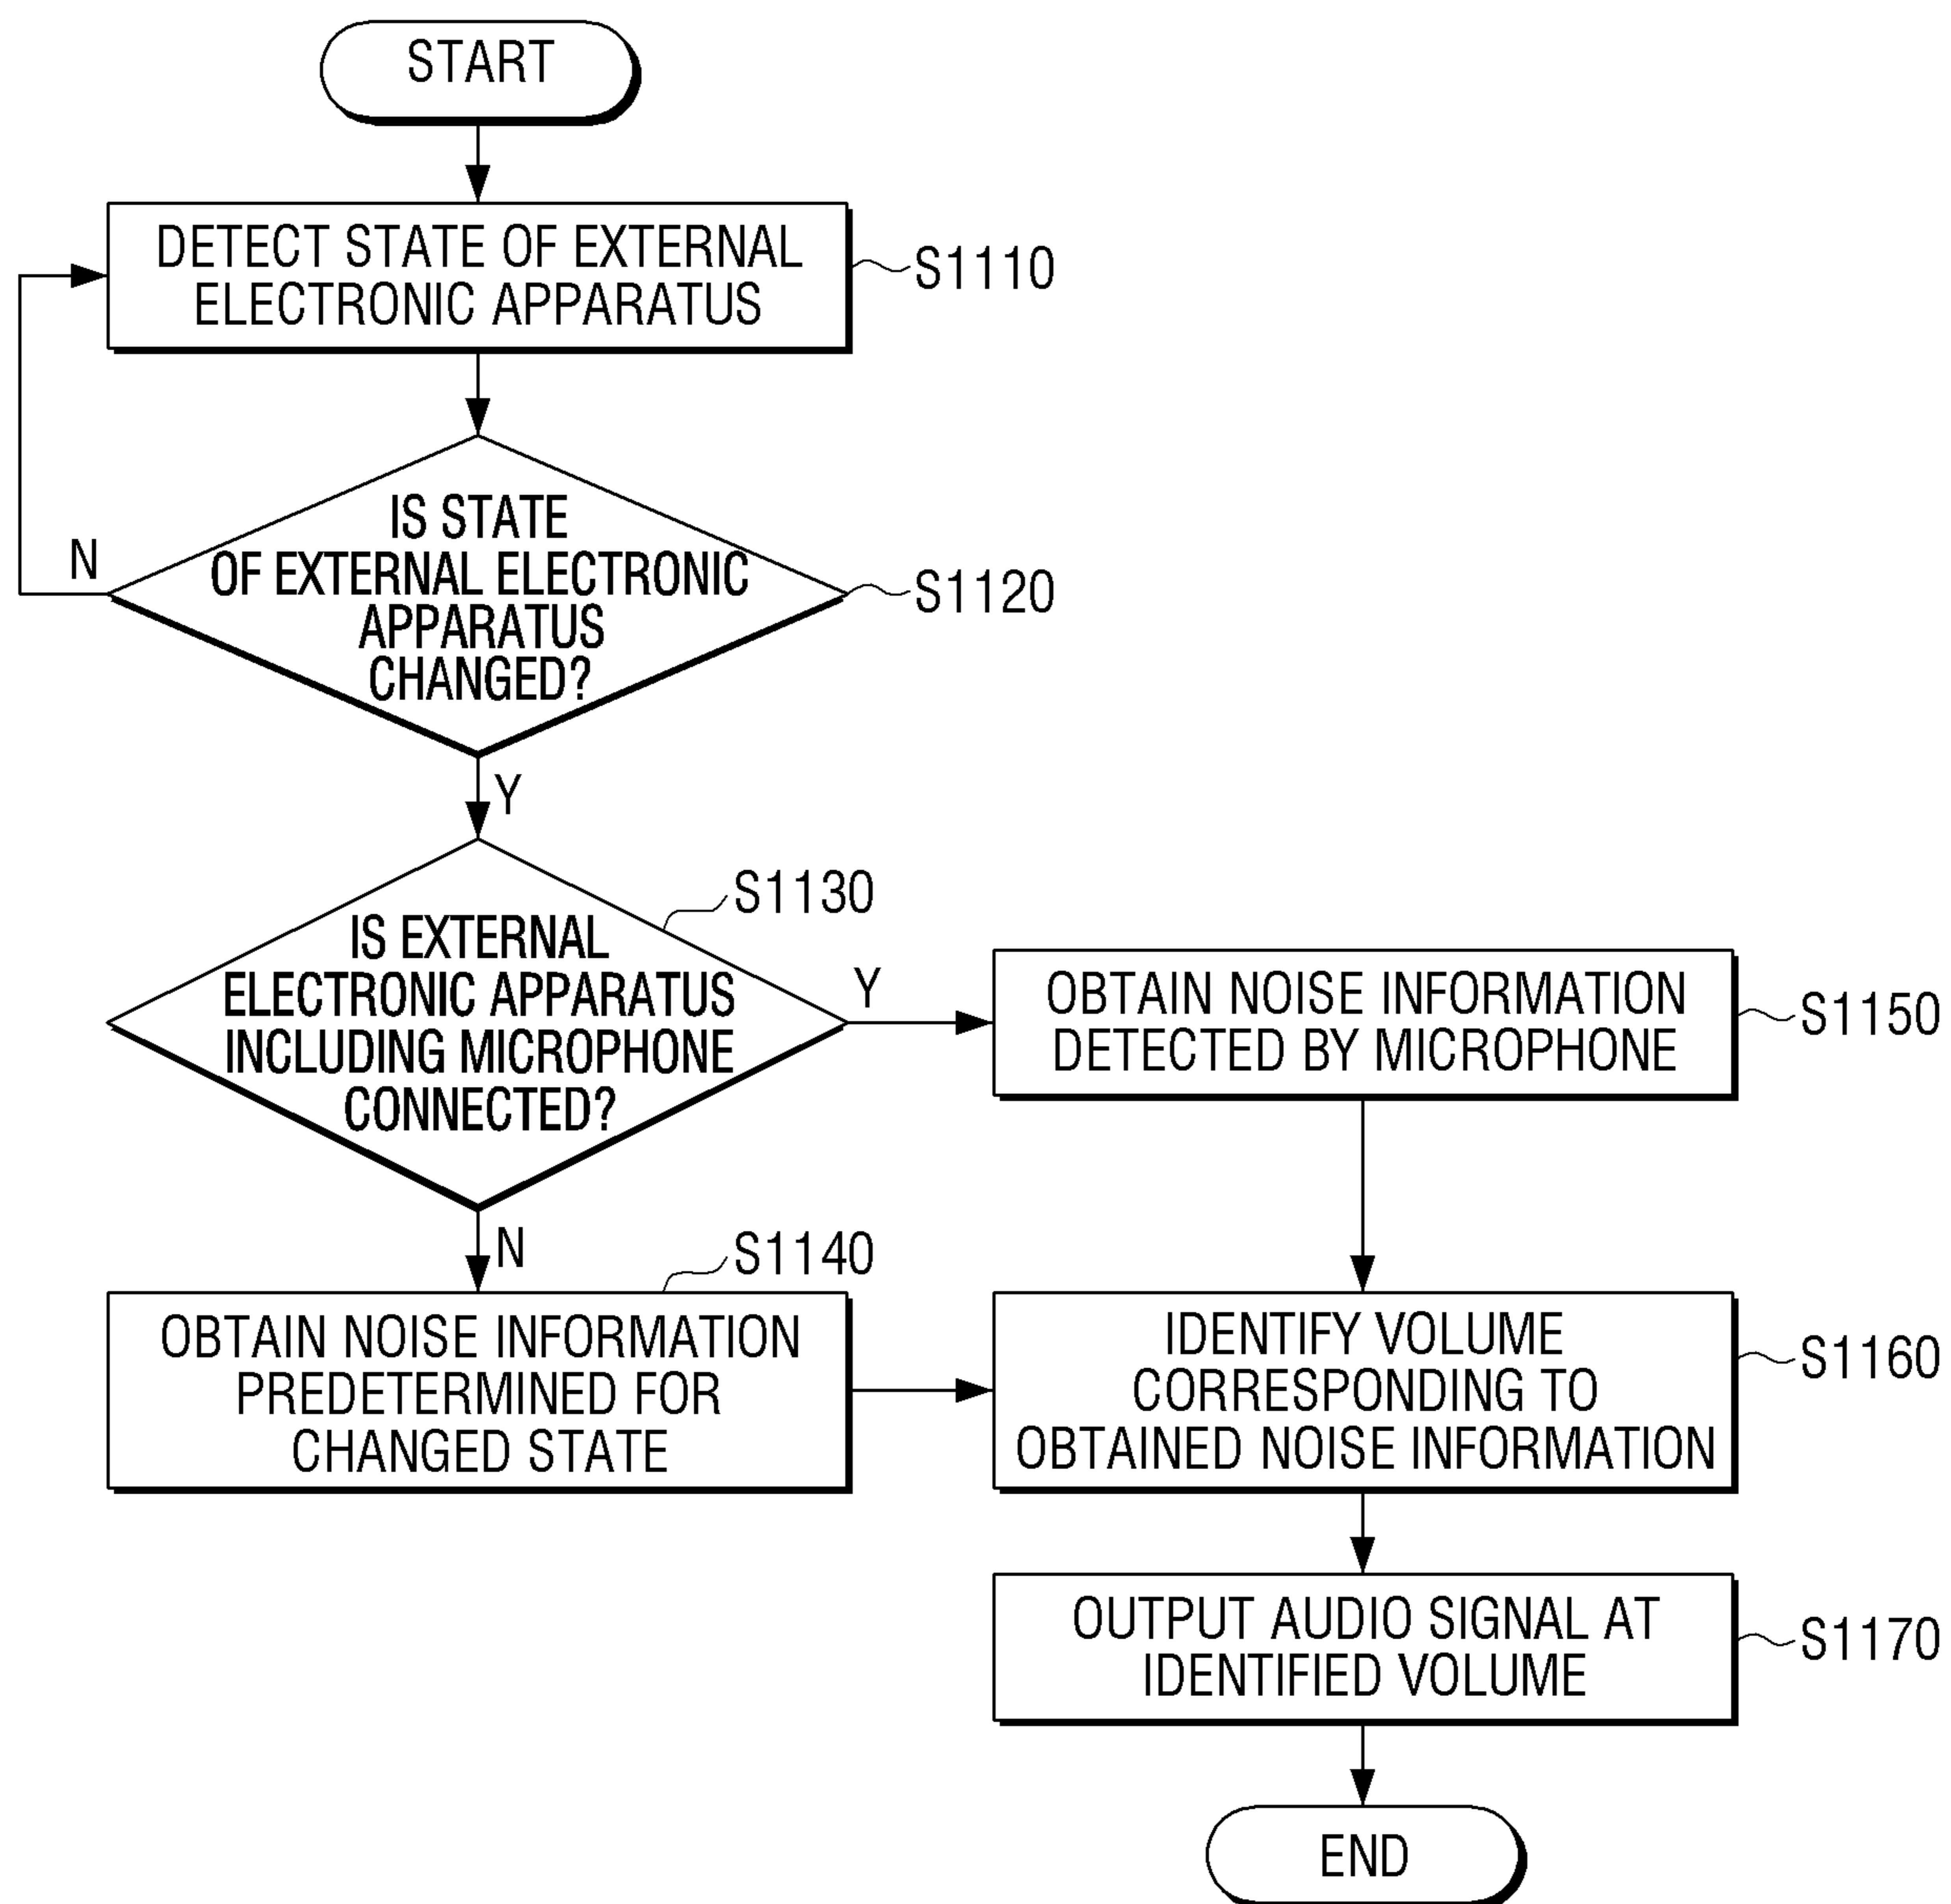 START
DETECT STATE OF EXTERNAL
ELECTRONIC APPARATUS
S1110
IS STATE
OF EXTERNAL ELECTRONIC
APPARATUS
CHANGED?
N
S1120
Y
S1130
IS EXTERNAL
ELECTRONIC APPARATUS
INCLUDING MICROPHONE
CONNECTED?
Y
OBTAIN NOISE INFORMATION
DETECTED BY MICROPHONE
S1150
N
S1140
OBTAIN NOISE INFORMATION
PREDETERMINED FOR
CHANGED STATE
IDENTIFY VOLUME
CORRESPONDING TO
OBTAINED NOISE INFORMATION
S1160
OUTPUT AUDIO SIGNAL AT
IDENTIFIED VOLUME
S1170
END